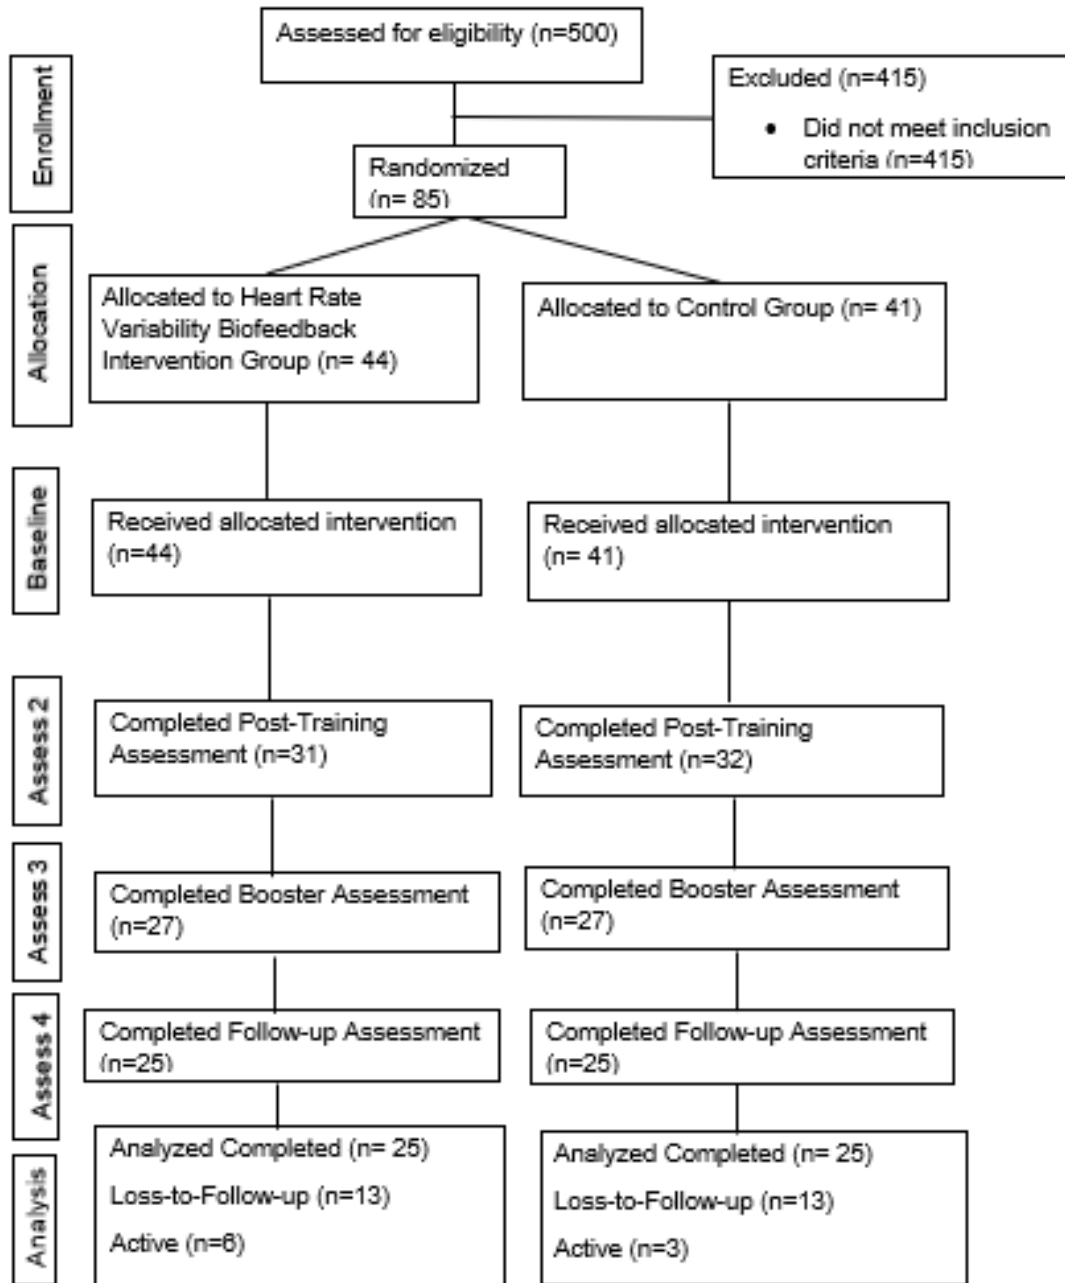 Assessed for eligibility (n=500)
Enrollment
Excluded (n=415)
• Did not meet inclusion
criteria (n=415)
Randomized
(n= 85)
Allocation
Allocated to Heart Rate
Variability Biofeedback
Intervention Group (n= 44)
Allocated to Control Group (n= 41)
Baseline
Received allocated intervention
(n=44)
Received allocated intervention
(n= 41)
Assess 2
Completed Post-Training
Assessment (n=31)
Completed Post-Training
Assessment (n=32)
Assess 3
Completed Booster Assessment
(n=27)
Completed Booster Assessment
(n=27)
Assess 4
Completed Follow-up Assessment
(n=25)
Completed Follow-up Assessment
(n=25)
Analysis
Analyzed Completed (n= 25)
Loss-to-Follow-up (n=13)
Active (n=6)
Analyzed Completed (n= 25)
Loss-to-Follow-up (n=13)
Active (n=3)